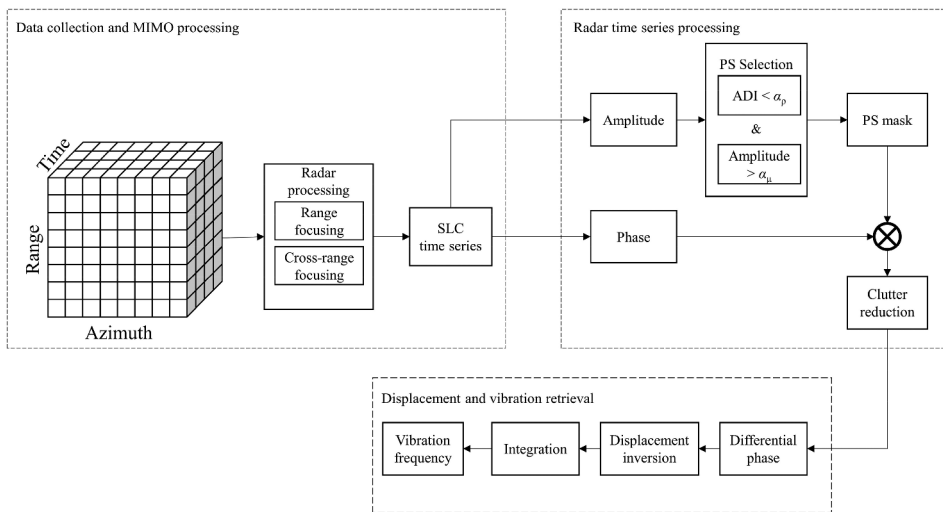 Data collection and MIMO processing
Time
Range
Azimuth
Radar
processing
Range
focusing
Cross-range
focusing
SLC
time series
Radar time series processing
Amplitude
PS Selection
ADI < αρ
&
Amplitude
> αμ
PS mask
Phase
Clutter
reduction
Displacement and vibration retrieval
Vibration
frequency
Integration
Displacement
inversion
Differential
phase